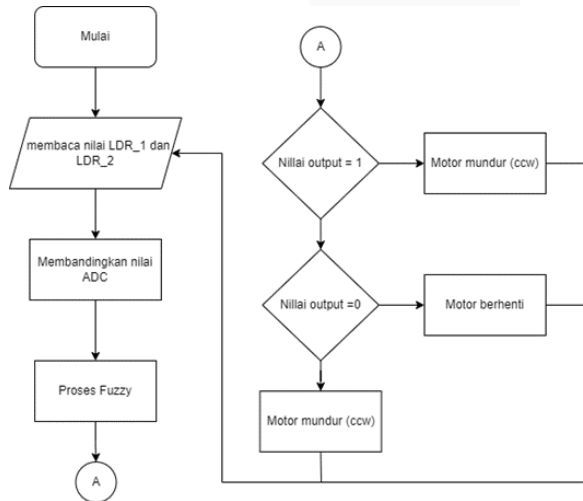 Mulai
membaca nilai LDR_1 dan
LDR_2
Membandingkan nilai
ADC
Proses Fuzzy
A
A
Nillai output = 1
Motor mundur (ccw)
Nillai output =0
Motor berhenti
Motor mundur (ccw)